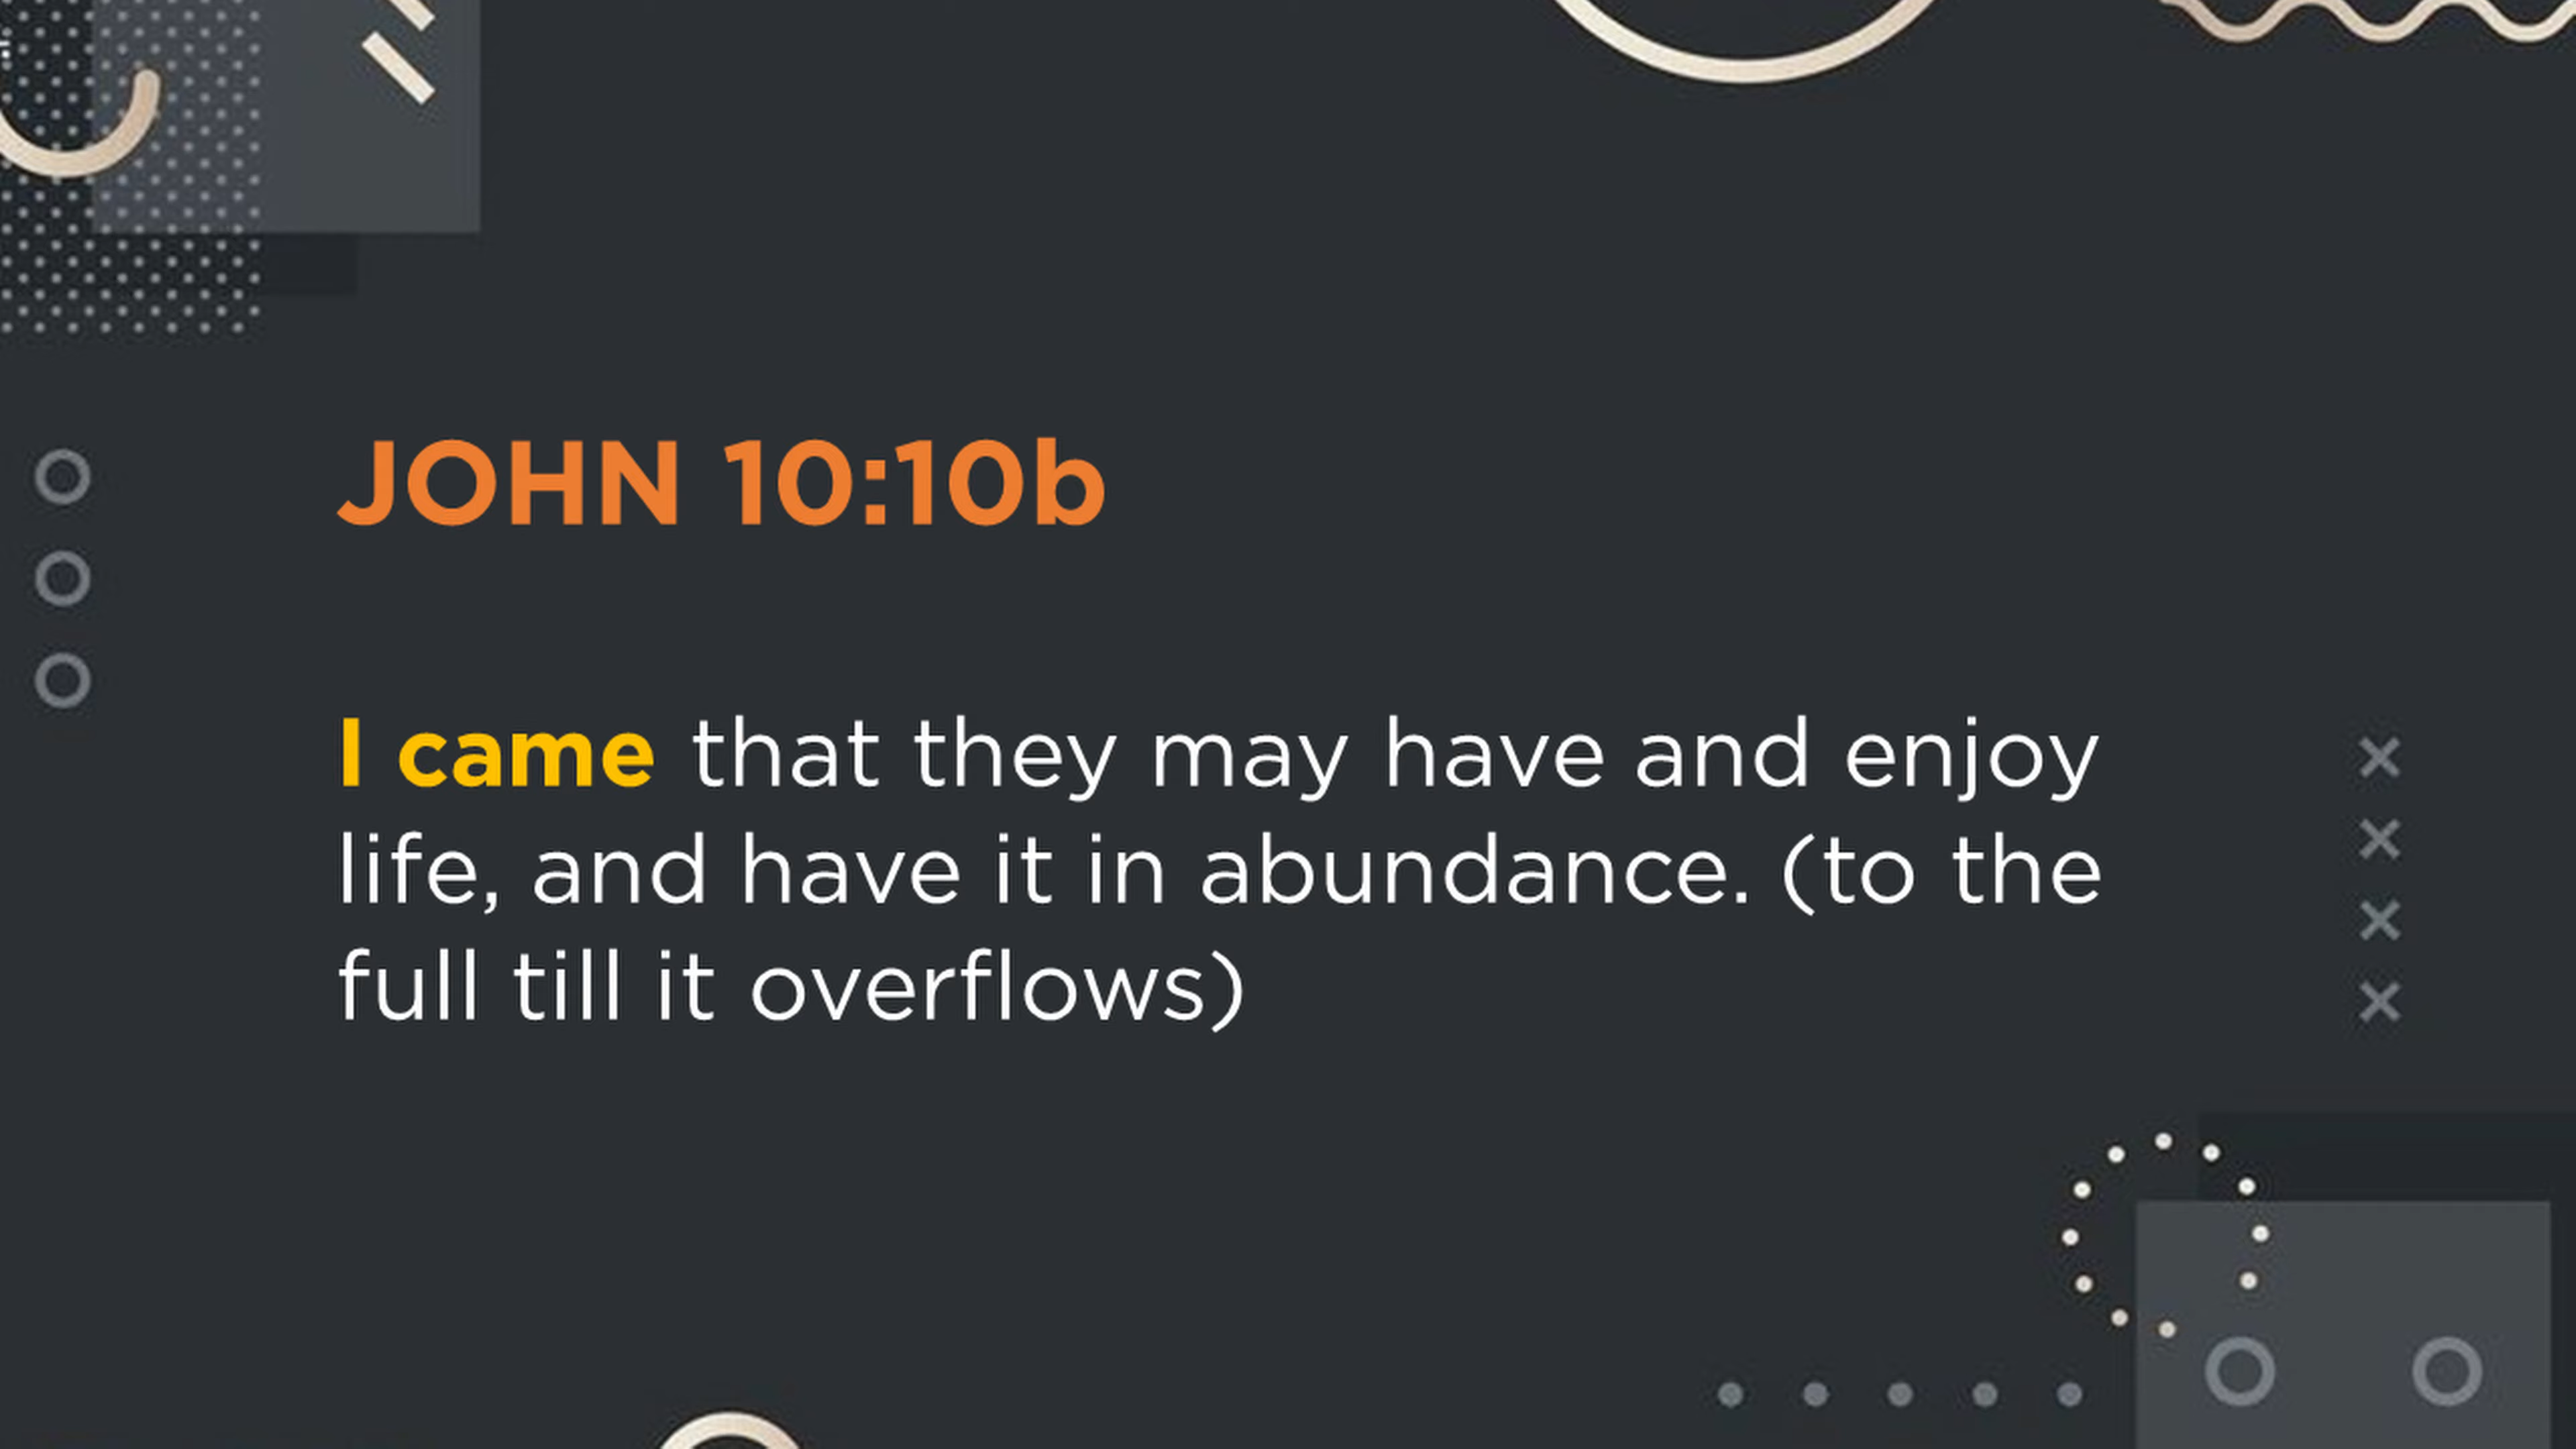 JOHN 10:10b
I came that they may have and enjoy
life, and have it in abundance. (to the
full till it overflows)